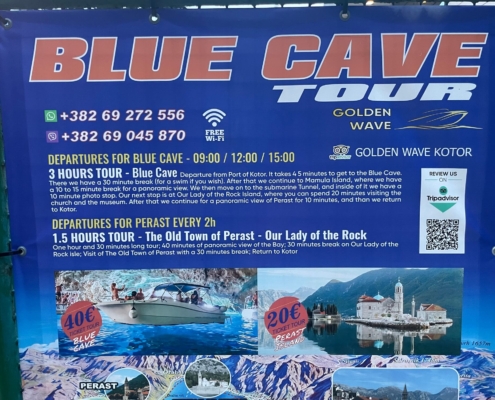 BLUE CAVE
TOUR
+382 69 272 556
+382 69 045 870
FREE
Wi-Fi
GOLDEN
WAVE
GOLDEN WAVE KOTOR
DEPARTURES FOR BLUE CAVE - 09:00 / 12:00 / 15:00
3 HOURS TOUR - Blue Cave Departure from Port of Kotor. It takes 45 minutes to get to the Blue Cave.
There we have a 30 minute break (for a swim if you wish). After that we continue to Mamula Island, where we have
a 10 to 15 minute break for a panoramic view. We then move on to the submarine Tunnel, and inside of it we have a
10 minute photo stop. Our next stop is at Our Lady of the Rock Island, where you can spend 20 minutes visiting the
church and the museum. After that we continue for a panoramic view of Perast for 10 minutes, and than we return
to Kotor.
REVIEW US
ON
Tripadvisor
DEPARTURES FOR PERAST EVERY 2h
1.5 HOURS TOUR - The Old Town of Perast - Our Lady of the Rock
One hour and 30 minutes long tour; 40 minutes of panoramic view of the Bay; 30 minutes break on Our Lady of the
Rock isle; Visit of The Old Town of Perast with a 30 minute break; Return to Kotor
40€
BLUE
CAVE
20€
PERAST
PERAST